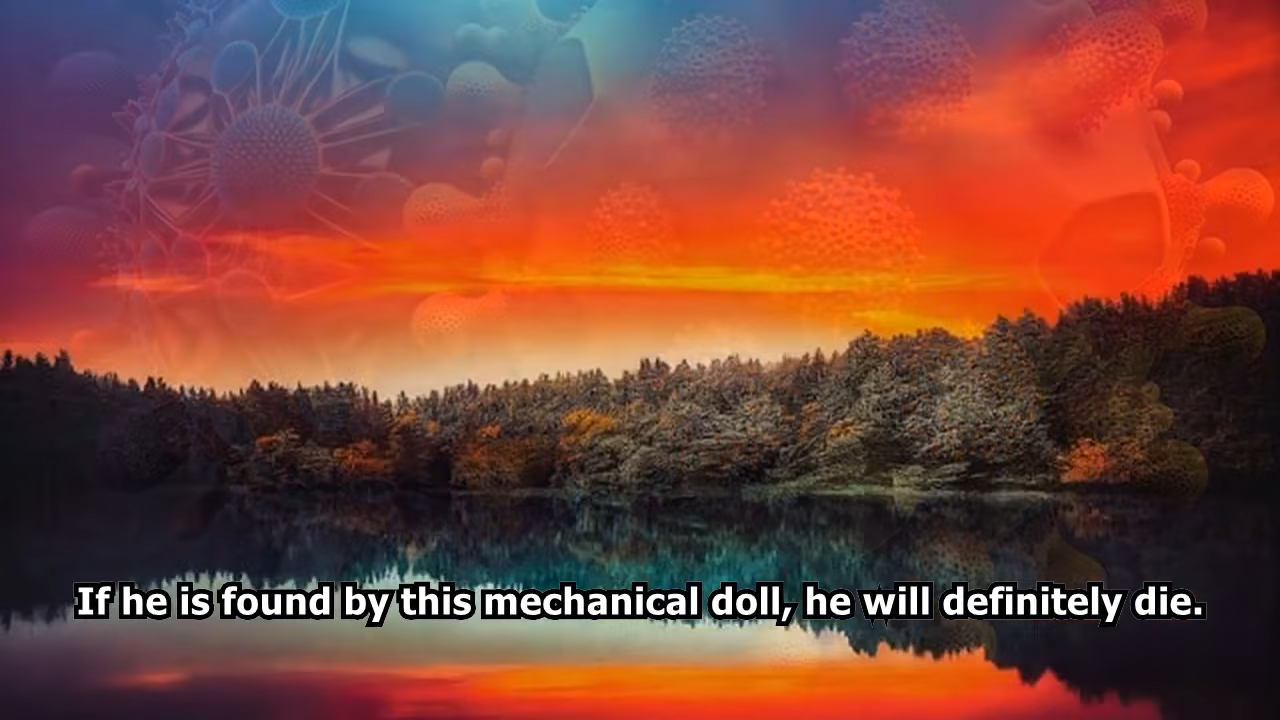 If he is found by this mechanical doll, he will definitely die.